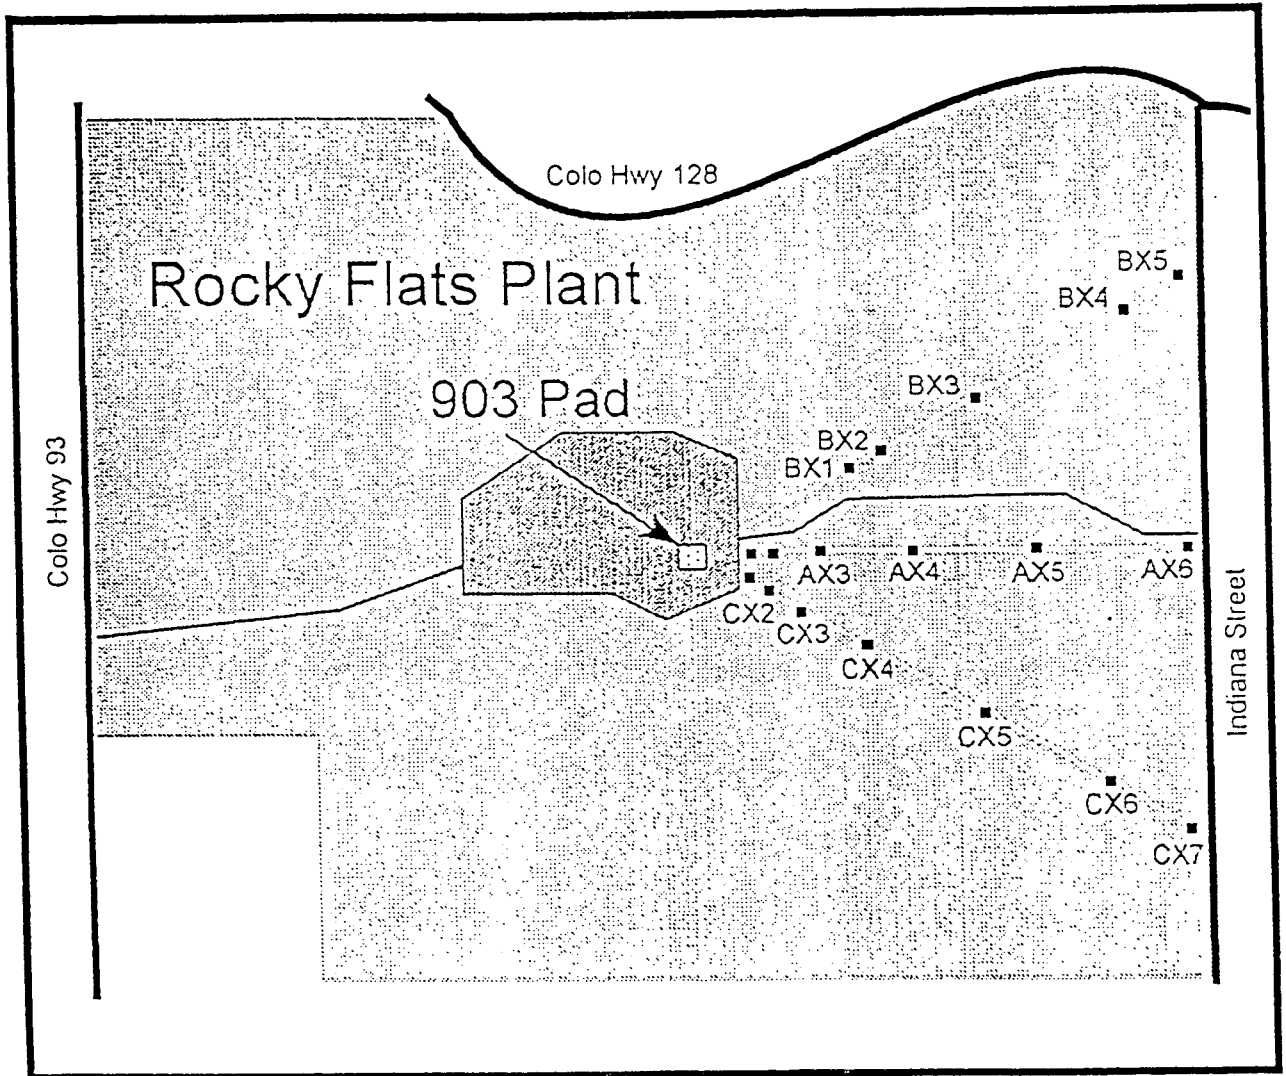 Colo Hwy 128
Rocky Flats Plant
BX5
BX4
903 Pad
BX3
BX2
BX1
Colo Hwy 93
AX3
AX4
AX5
AX6
CX2
CX3
CX4
Indiana Street
CX5
CX6
CX7